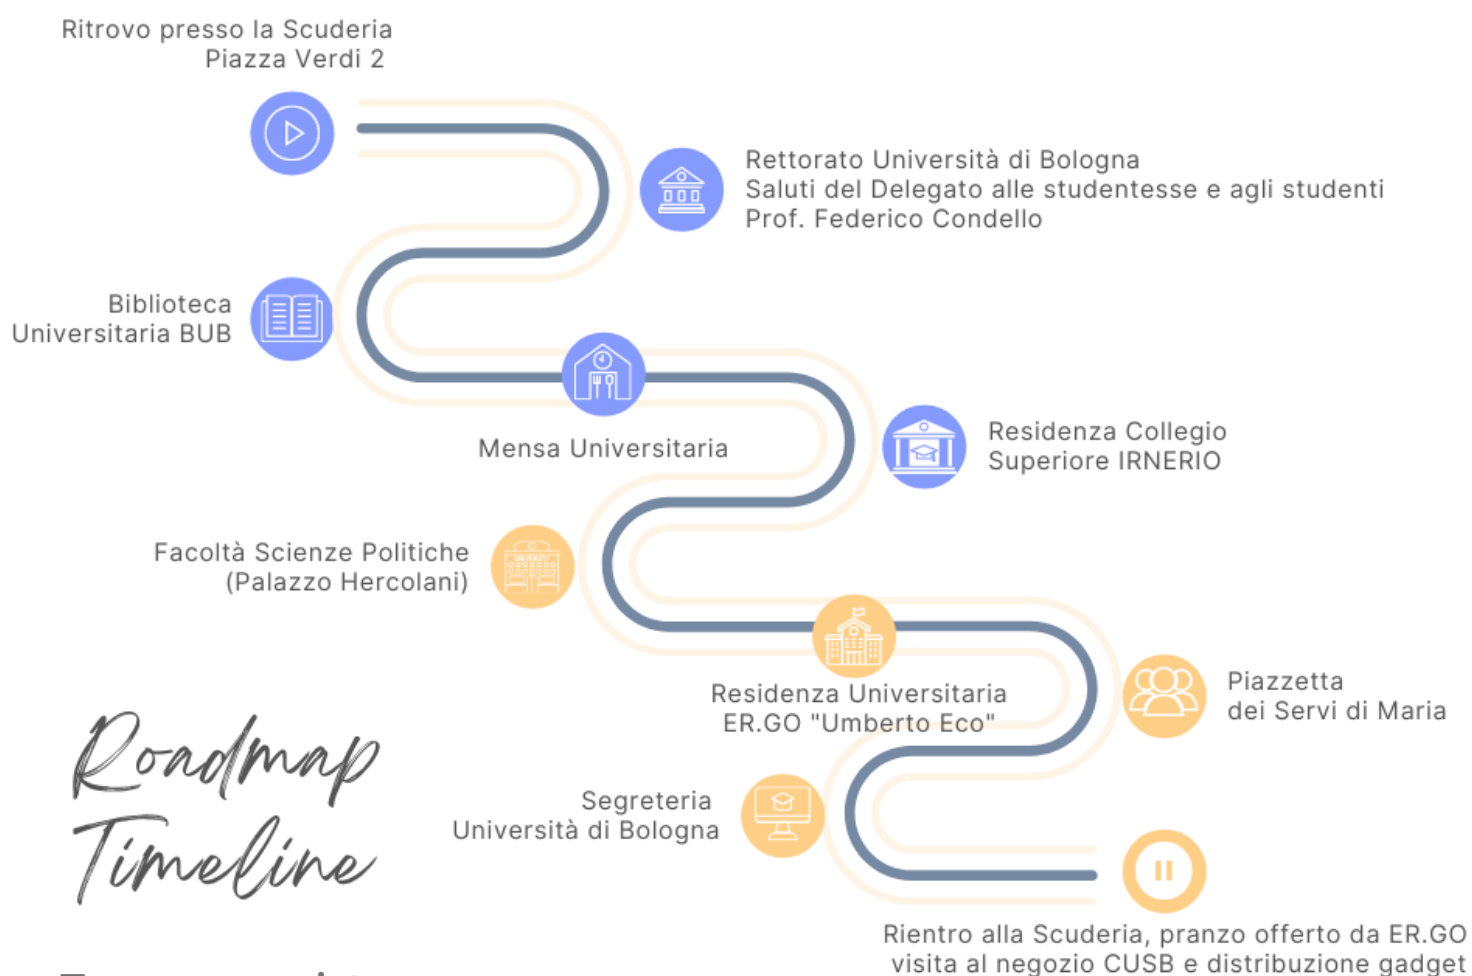 Ritrovo presso la Scuderia
Piazza Verdi 2
Rettorato Università di Bologna
Saluti del Delegato alle studentesse e agli studenti
Prof. Federico Condello
Biblioteca
Universitaria BUB
Mensa Universitaria
Residenza Collegio
Superiore IRNERIO
Facoltà Scienze Politiche
(Palazzo Hercolani)
Residenza Universitaria
ER.GO "Umberto Eco"
Piazzetta
dei Servi di Maria
Segreteria
Università di Bologna
Roadmap
Timeline
Rientro alla Scuderia, pranzo offerto da ER.GO
visita al negozio CUSB e distribuzione gadget